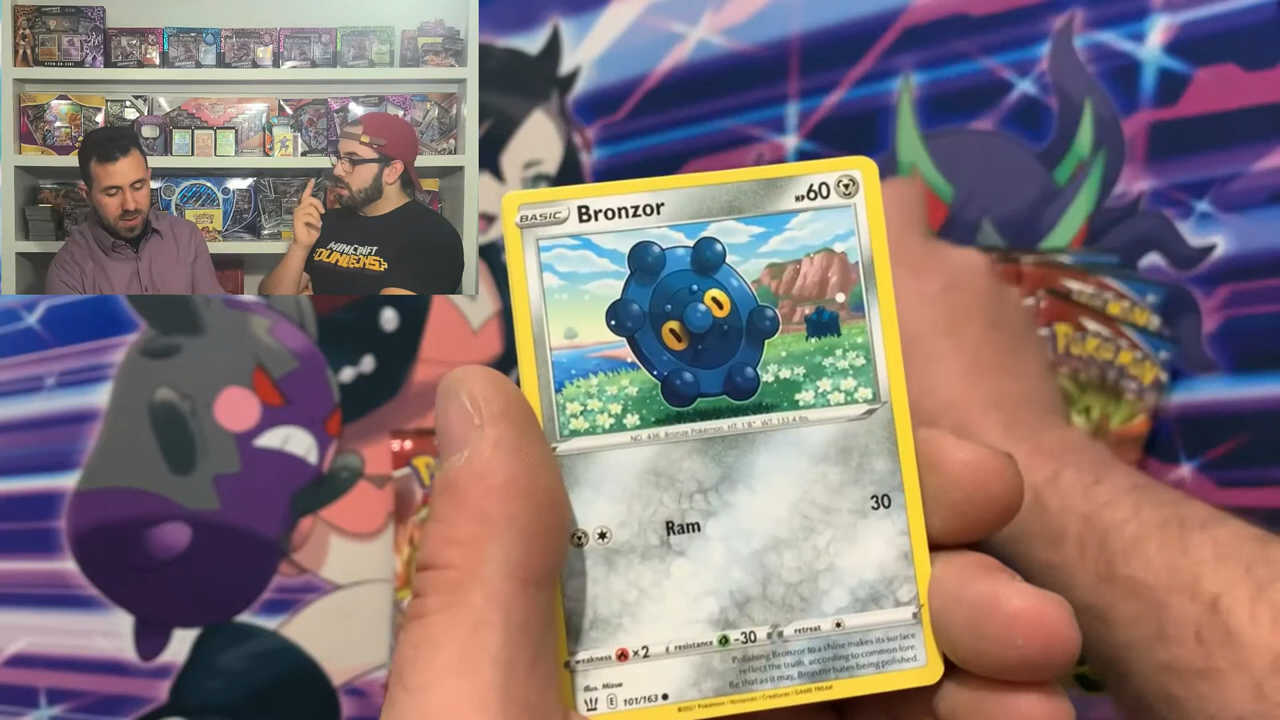 MINECRAFT
DUNGEONS
BASIC Bronzor HP60
NO. 436 Bronze Pokémon HT: 1'8" WT: 133.4 lbs
Ram 30
weakness ×2 resistance -30 retreat
Polishing Bronzor to a shine makes its surface
reflect the truth, according to common lore.
Be that as it may, Bronzor hates being polished.
Illus. Mizue
E 101/163
©2021 Pokémon / Nintendo / Creatures / GAME FREAK
POKÉMON